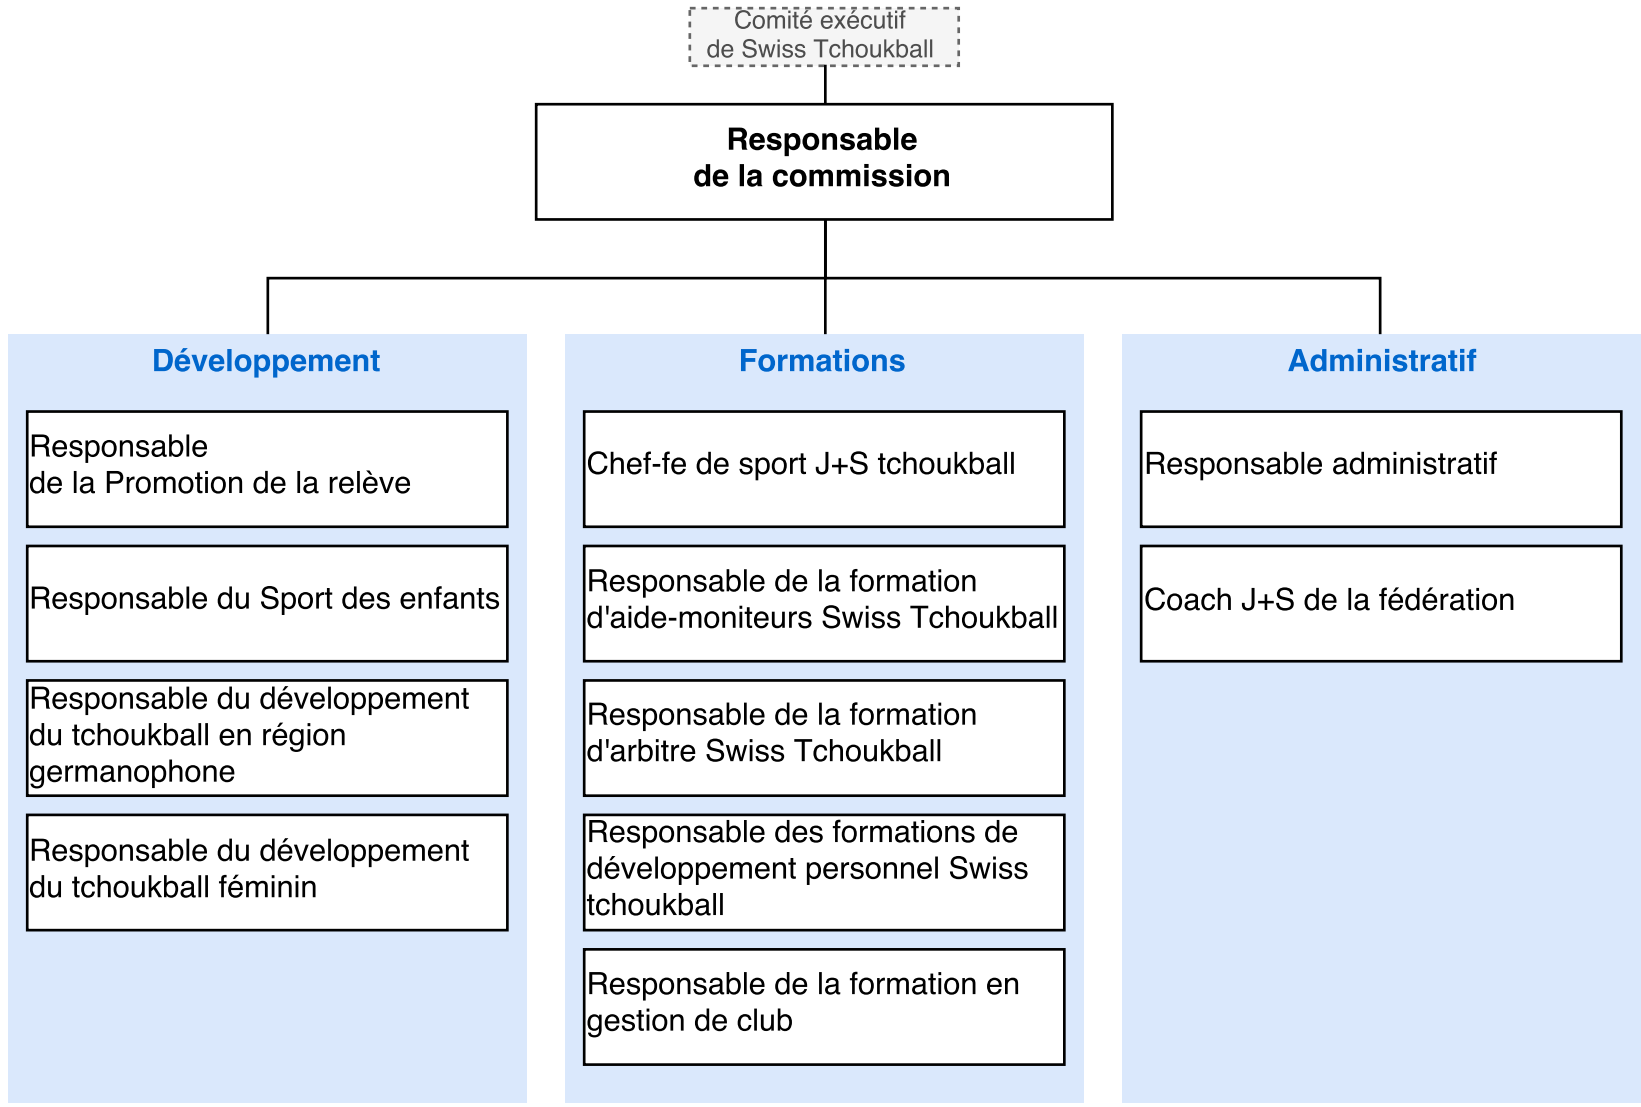 Comité exécutif
de Swiss Tchoukball
Responsable
de la commission
Développement
Responsable
de la Promotion de la relève
Responsable du Sport des enfants
Responsable du développement
du tchoukball en région
germanophone
Responsable du développement
du tchoukball féminin
Formations
Chef-fe de sport J+S tchoukball
Responsable de la formation
d'aide-moniteurs Swiss Tchoukball
Responsable de la formation
d'arbitre Swiss Tchoukball
Responsable des formations de
développement personnel Swiss
tchoukball
Responsable de la formation en
gestion de club
Administratif
Responsable administratif
Coach J+S de la fédération